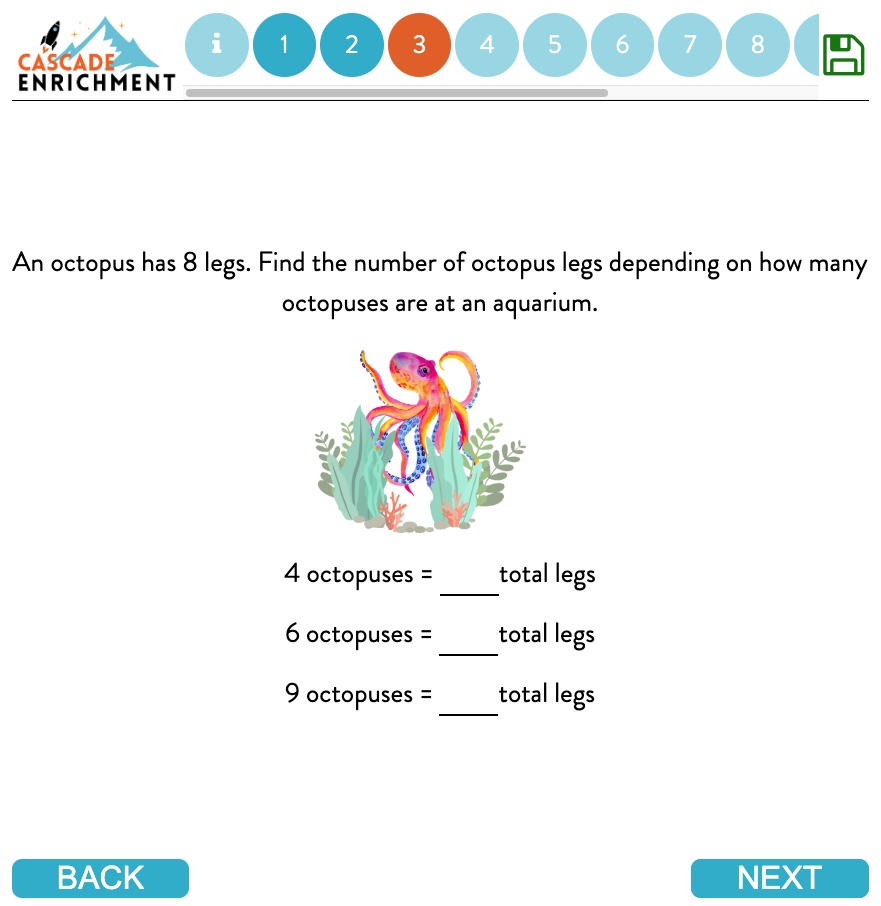 CASCADE
ENRICHMENT
i 1 2 3 4 5 6 7 8
An octopus has 8 legs. Find the number of octopus legs depending on how many
octopuses are at an aquarium.
4 octopuses = ____ total legs
6 octopuses = ____ total legs
9 octopuses = ____ total legs
BACK NEXT